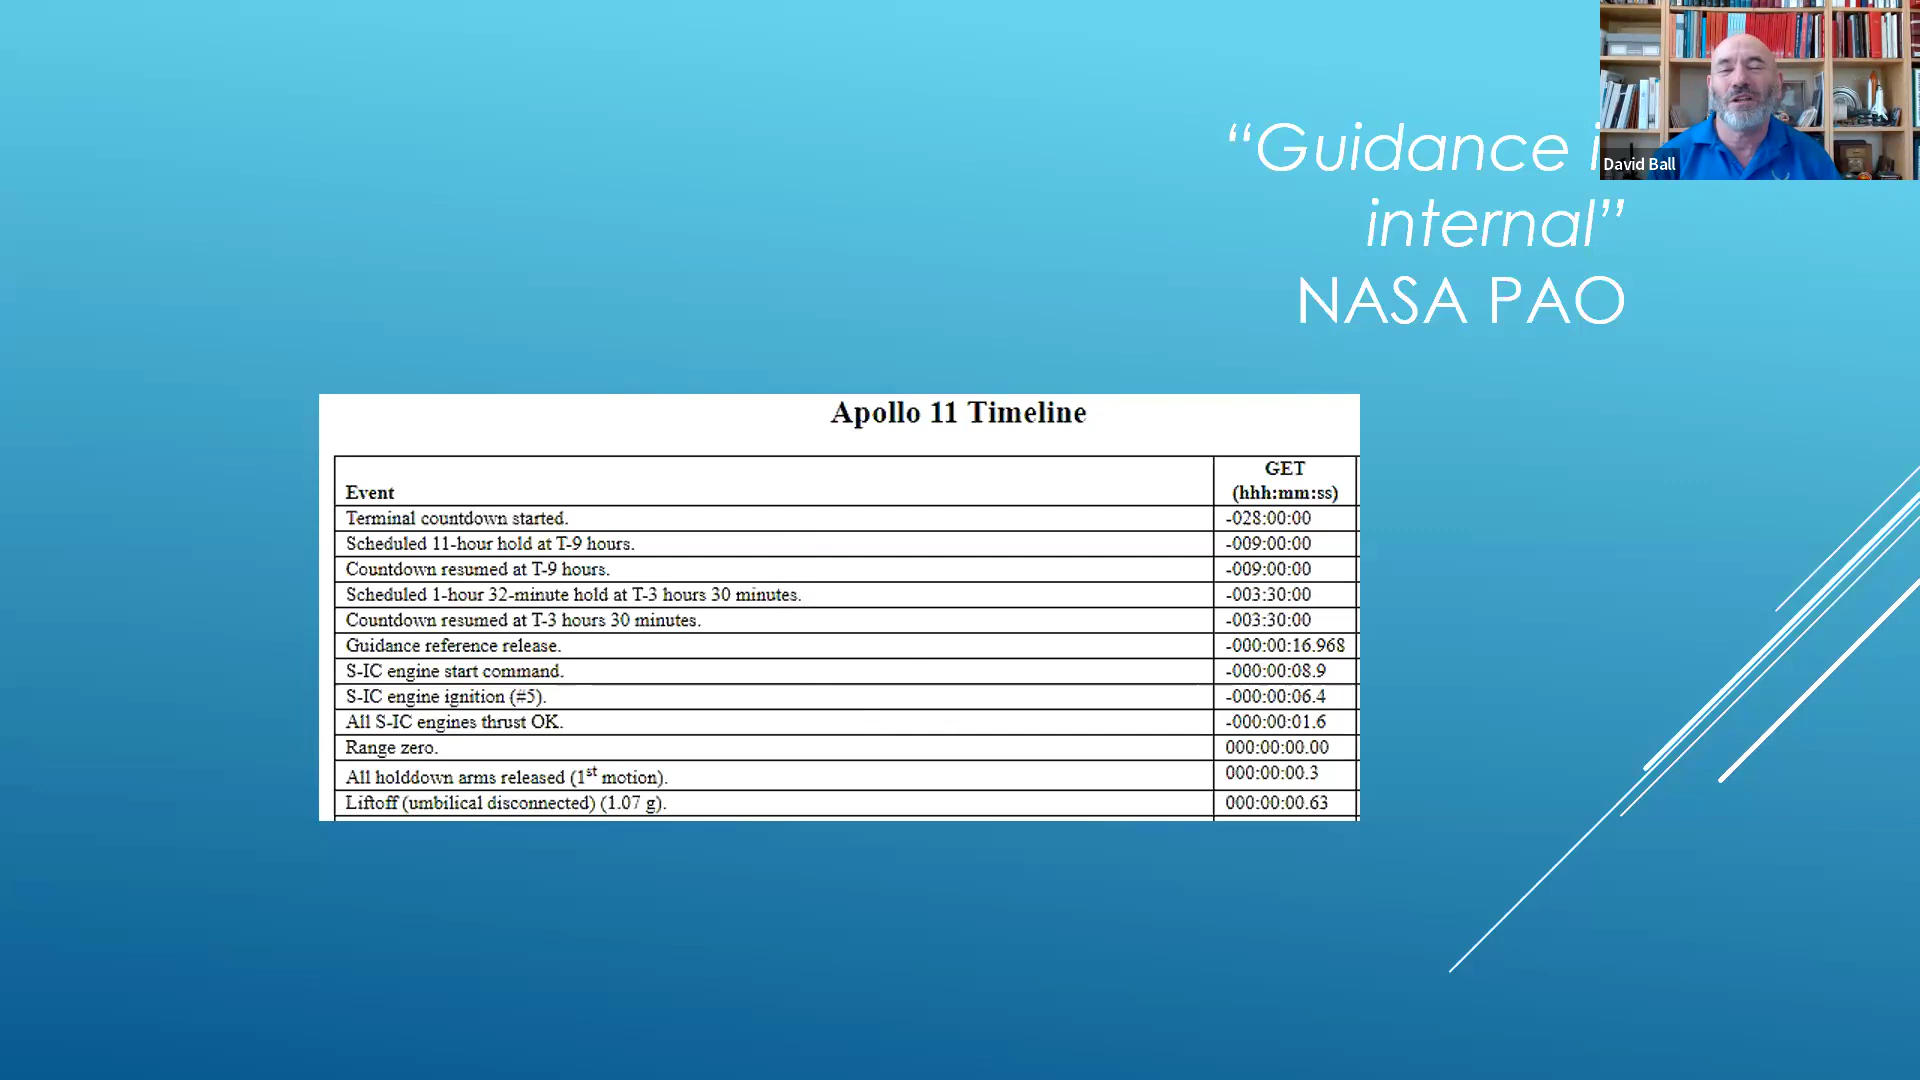 “Guidance i
internal”
NASA PAO
David Ball
Apollo 11 Timeline
Event GET (hhh:mm:ss)
Terminal countdown started. -028:00:00
Scheduled 11-hour hold at T-9 hours. -009:00:00
Countdown resumed at T-9 hours. -009:00:00
Scheduled 1-hour 32-minute hold at T-3 hours 30 minutes. -003:30:00
Countdown resumed at T-3 hours 30 minutes. -003:30:00
Guidance reference release. -000:00:16.968
S-IC engine start command. -000:00:08.9
S-IC engine ignition (#5). -000:00:06.4
All S-IC engines thrust OK. -000:00:01.6
Range zero. 000:00:00.00
All holddown arms released (1st motion). 000:00:00.3
Liftoff (umbilical disconnected) (1.07 g). 000:00:00.63